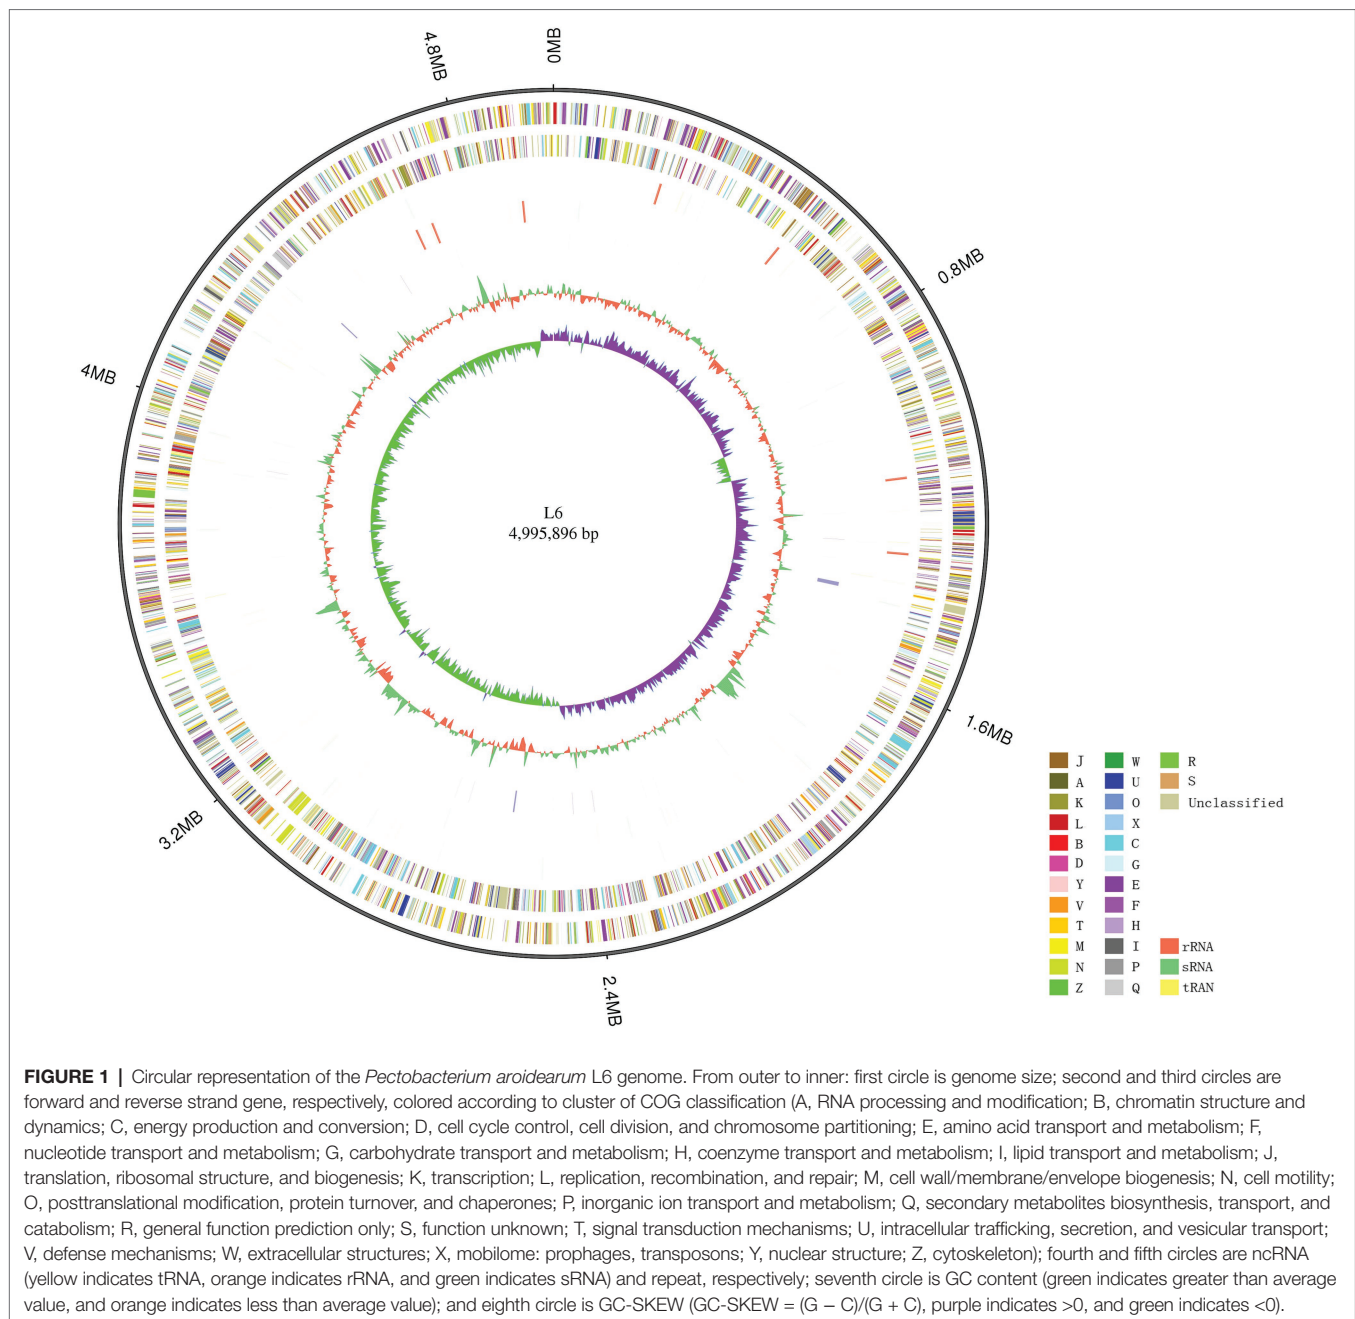 0MB
4.8MB
0.8MB
4MB
L6
4,995,896 bp
1.6MB
3.2MB
2.4MB
J W R
A U S
K O Unclassified
L X
B C
D G
Y E
V F
T H
M I rRNA
N P sRNA
Z Q tRAN
FIGURE 1 | Circular representation of the Pectobacterium aroidearum L6 genome. From outer to inner: first circle is genome size; second and third circles are
forward and reverse strand gene, respectively, colored according to cluster of COG classification (A, RNA processing and modification; B, chromatin structure and
dynamics; C, energy production and conversion; D, cell cycle control, cell division, and chromosome partitioning; E, amino acid transport and metabolism; F,
nucleotide transport and metabolism; G, carbohydrate transport and metabolism; H, coenzyme transport and metabolism; I, lipid transport and metabolism; J,
translation, ribosomal structure, and biogenesis; K, transcription; L, replication, recombination, and repair; M, cell wall/membrane/envelope biogenesis; N, cell motility;
O, posttranslational modification, protein turnover, and chaperones; P, inorganic ion transport and metabolism; Q, secondary metabolites biosynthesis, transport, and
catabolism; R, general function prediction only; S, function unknown; T, signal transduction mechanisms; U, intracellular trafficking, secretion, and vesicular transport;
V, defense mechanisms; W, extracellular structures; X, mobilome: prophages, transposons; Y, nuclear structure; Z, cytoskeleton); fourth and fifth circles are ncRNA
(yellow indicates tRNA, orange indicates rRNA, and green indicates sRNA) and repeat, respectively; seventh circle is GC content (green indicates greater than average
value, and orange indicates less than average value); and eighth circle is GC-SKEW (GC-SKEW = (G − C)/(G + C), purple indicates >0, and green indicates <0).